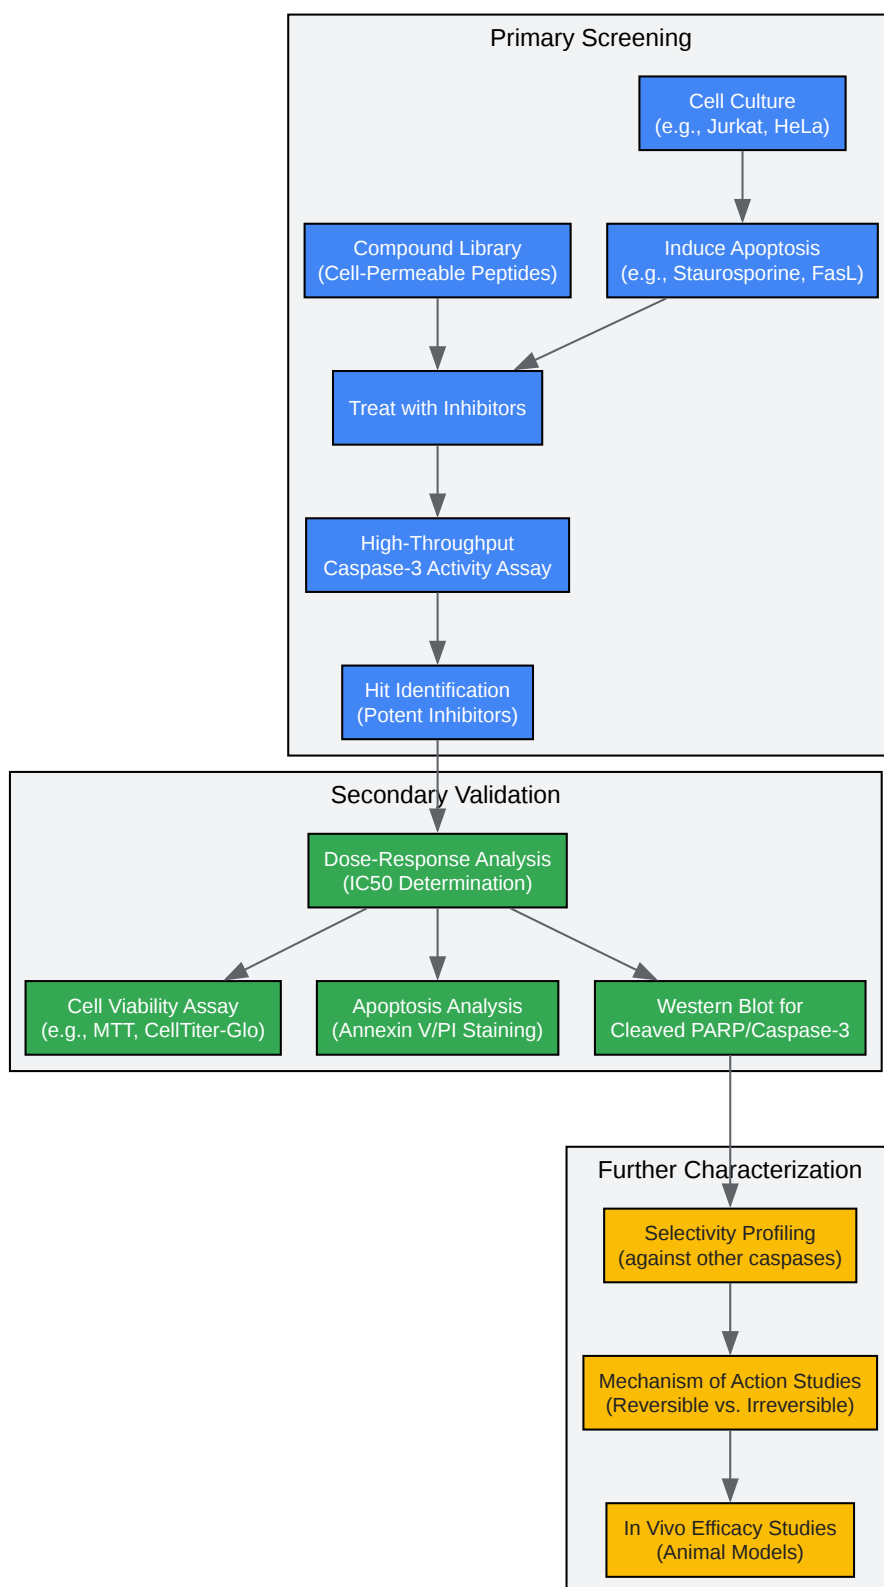 Primary Screening
Cell Culture
(e.g., Jurkat, HeLa)
Compound Library
(Cell-Permeable Peptides)
Induce Apoptosis
(e.g., Staurosporine, FasL)
Treat with Inhibitors
High-Throughput
Caspase-3 Activity Assay
Hit Identification
(Potent Inhibitors)
Secondary Validation
Dose-Response Analysis
(IC50 Determination)
Cell Viability Assay
(e.g., MTT, CellTiter-Glo)
Apoptosis Analysis
(Annexin V/PI Staining)
Western Blot for
Cleaved PARP/Caspase-3
Further Characterization
Selectivity Profiling
(against other caspases)
Mechanism of Action Studies
(Reversible vs. Irreversible)
In Vivo Efficacy Studies
(Animal Models)